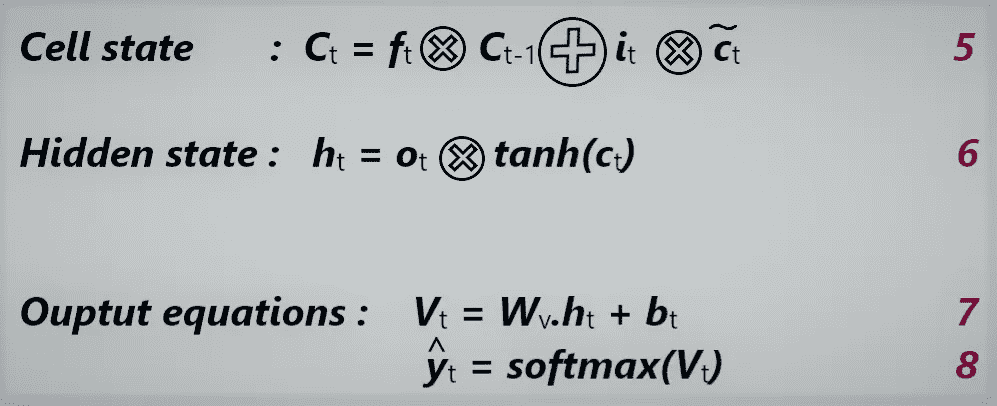 Cell state : Cₜ = fₜ ⊗ Cₜ₋₁ ⊕ iₜ ⊗ c̃ₜ 5
Hidden state : hₜ = oₜ ⊗ tanh(cₜ) 6
Ouptut equations : Vₜ = Wᵥ.hₜ + bₜ 7
ŷₜ = softmax(Vₜ) 8